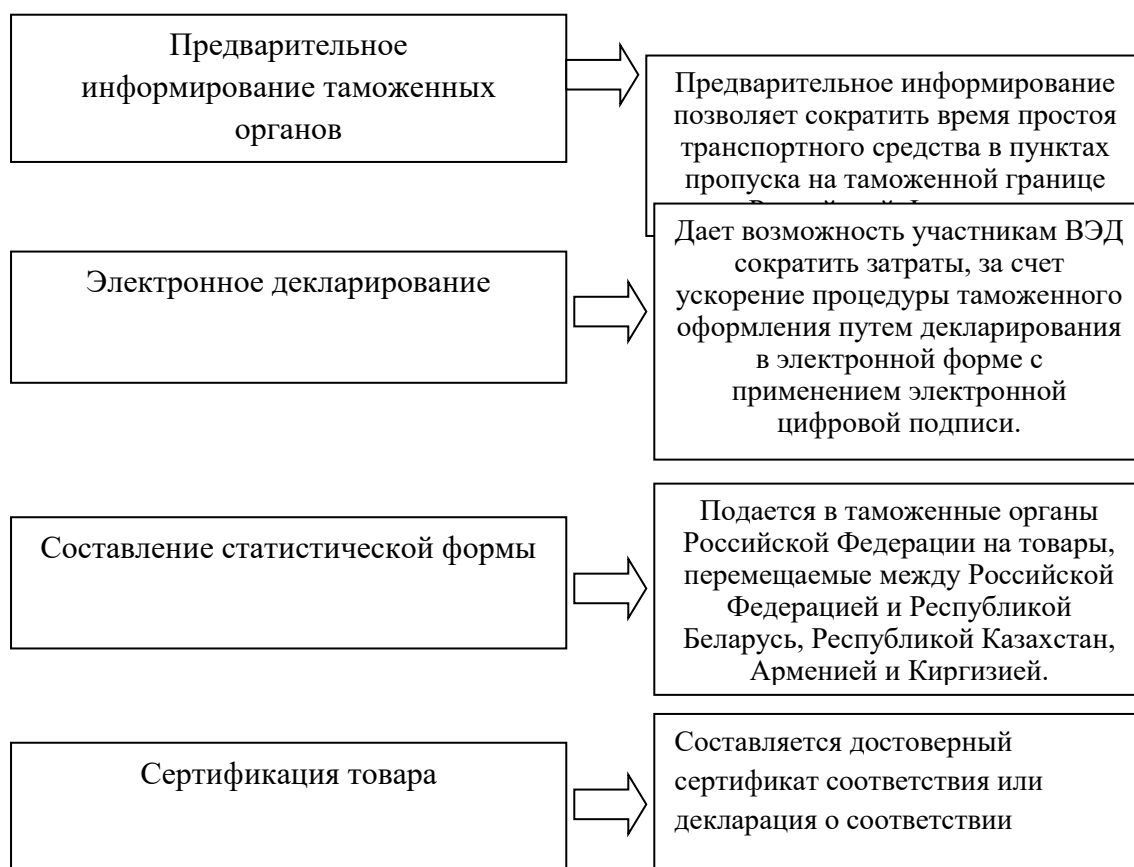 Предварительное
информирование таможенных
органов
Предварительное информирование
позволяет сократить время простоя
транспортного средства в пунктах
пропуска на таможенной границе
Электронное декларирование
Дает возможность участникам ВЭД
сократить затраты, за счет
ускорение процедуры таможенного
оформления путем декларирования
в электронной форме с
применением электронной
цифровой подписи.
Составление статистической формы
Подается в таможенные органы
Российской Федерации на товары,
перемещаемые между Российской
Федерацией и Республикой
Беларусь, Республикой Казахстан,
Арменией и Киргизией.
Сертификация товара
Составляется достоверный
сертификат соответствия или
декларация о соответствии